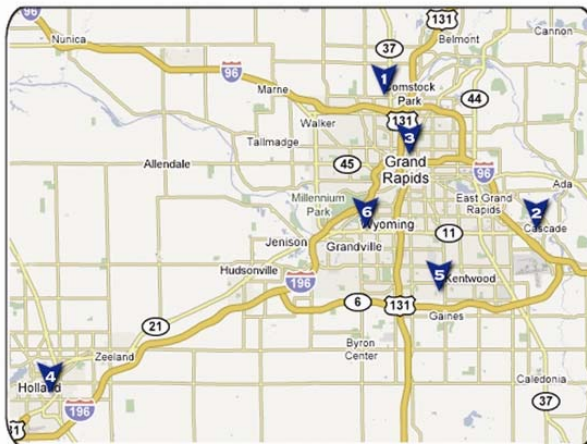 96
Nunica
131
37
Belmont
Cannon
96
Marne
1
Comstock
Park
44
Walker
131
3
Tallmadge
Grand
Rapids
45
Allendale
96
Ada
Millennium
Park
East Grand
Rapids
6
2
Wyoming
Cascade
Jenison
Grandville
11
Hudsonville
196
5
Kentwood
6
131
Gaines
21
Byron
Center
Zeeland
4
Holland
Caledonia
196
37
31